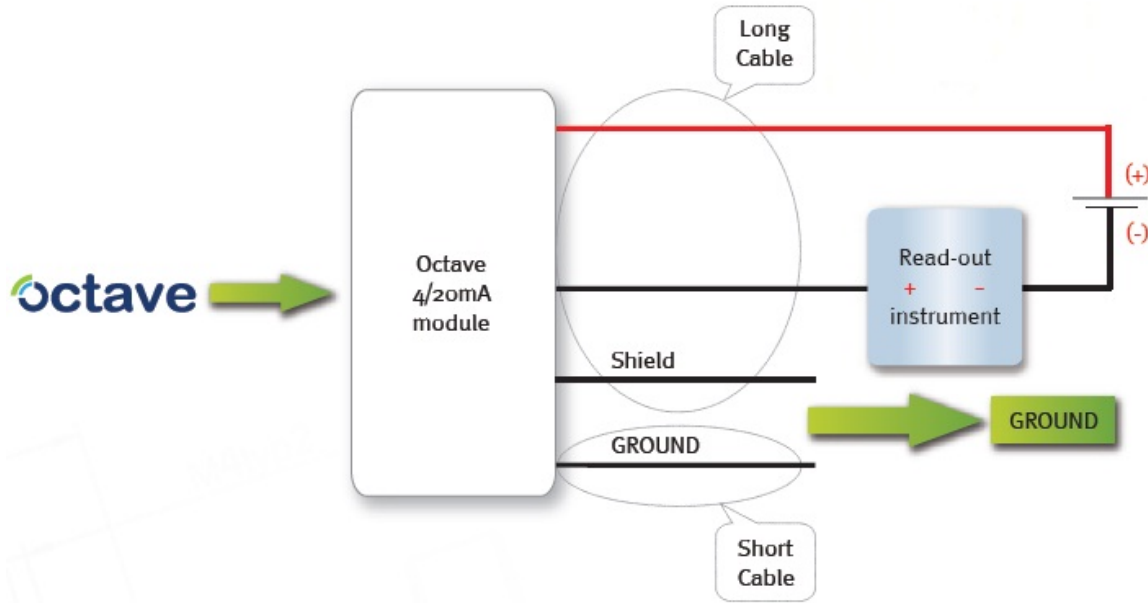 Long
Cable
(+)
(-)
Read-out
+ -
instrument
Octave
4/20mA
module
octave
Shield
GROUND
GROUND
Short
Cable